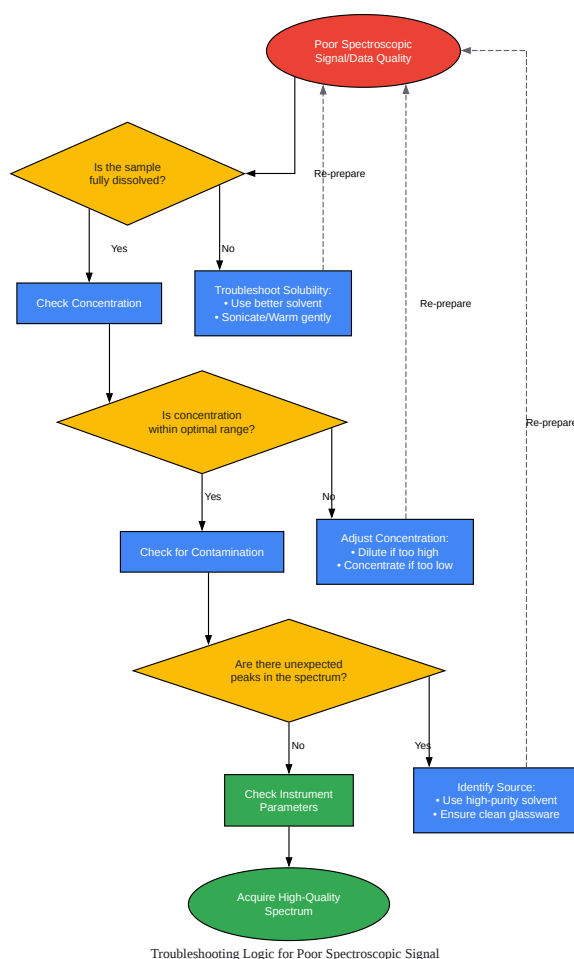 Poor Spectroscopic
Signal/Data Quality
Is the sample
fully dissolved?
Re-prepare
Yes
No
Check Concentration
Troubleshoot Solubility:
• Use better solvent
• Sonicate/Warm gently
Re-prepare
Is concentration
within optimal range?
Re-prepare
Yes
No
Check for Contamination
Adjust Concentration:
• Dilute if too high
• Concentrate if too low
Are there unexpected
peaks in the spectrum?
No
Yes
Check Instrument
Parameters
Identify Source:
• Use high-purity solvent
• Ensure clean glassware
Acquire High-Quality
Spectrum
Troubleshooting Logic for Poor Spectroscopic Signal